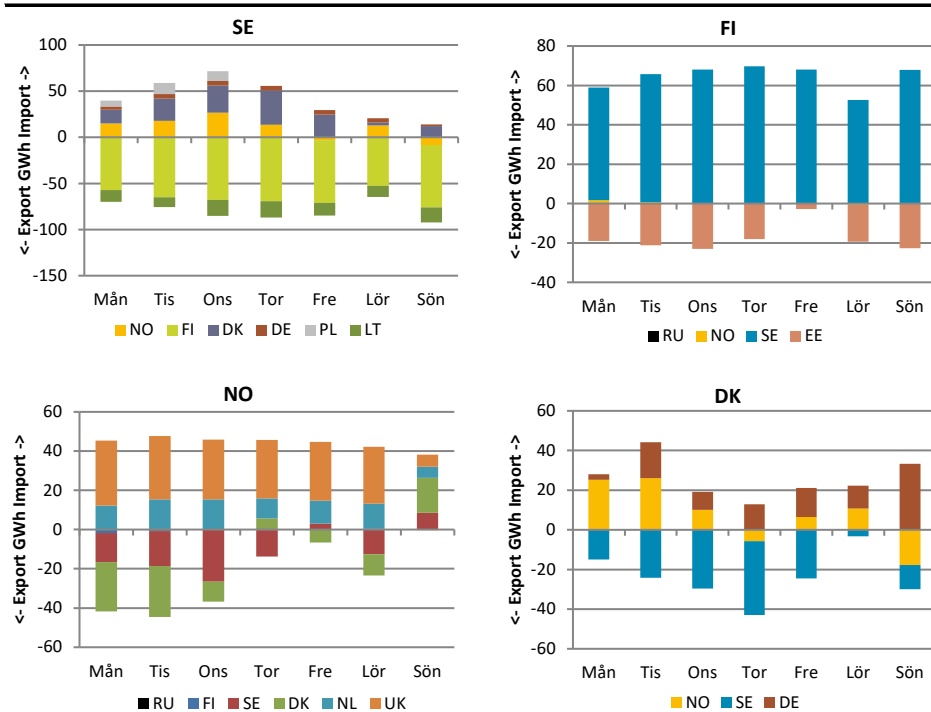 SE
<- Export GWh Import ->
100
50
0
-50
-100
-150
Mån Tis Ons Tor Fre Lör Sön
NO FI DK DE PL LT
FI
<- Export GWh Import ->
80
60
40
20
0
-20
-40
Mån Tis Ons Tor Fre Lör Sön
RU NO SE EE
NO
<- Export GWh Import ->
60
40
20
0
-20
-40
-60
Mån Tis Ons Tor Fre Lör Sön
RU FI SE DK NL UK
DK
<- Export GWh Import ->
60
40
20
0
-20
-40
-60
Mån Tis Ons Tor Fre Lör Sön
NO SE DE